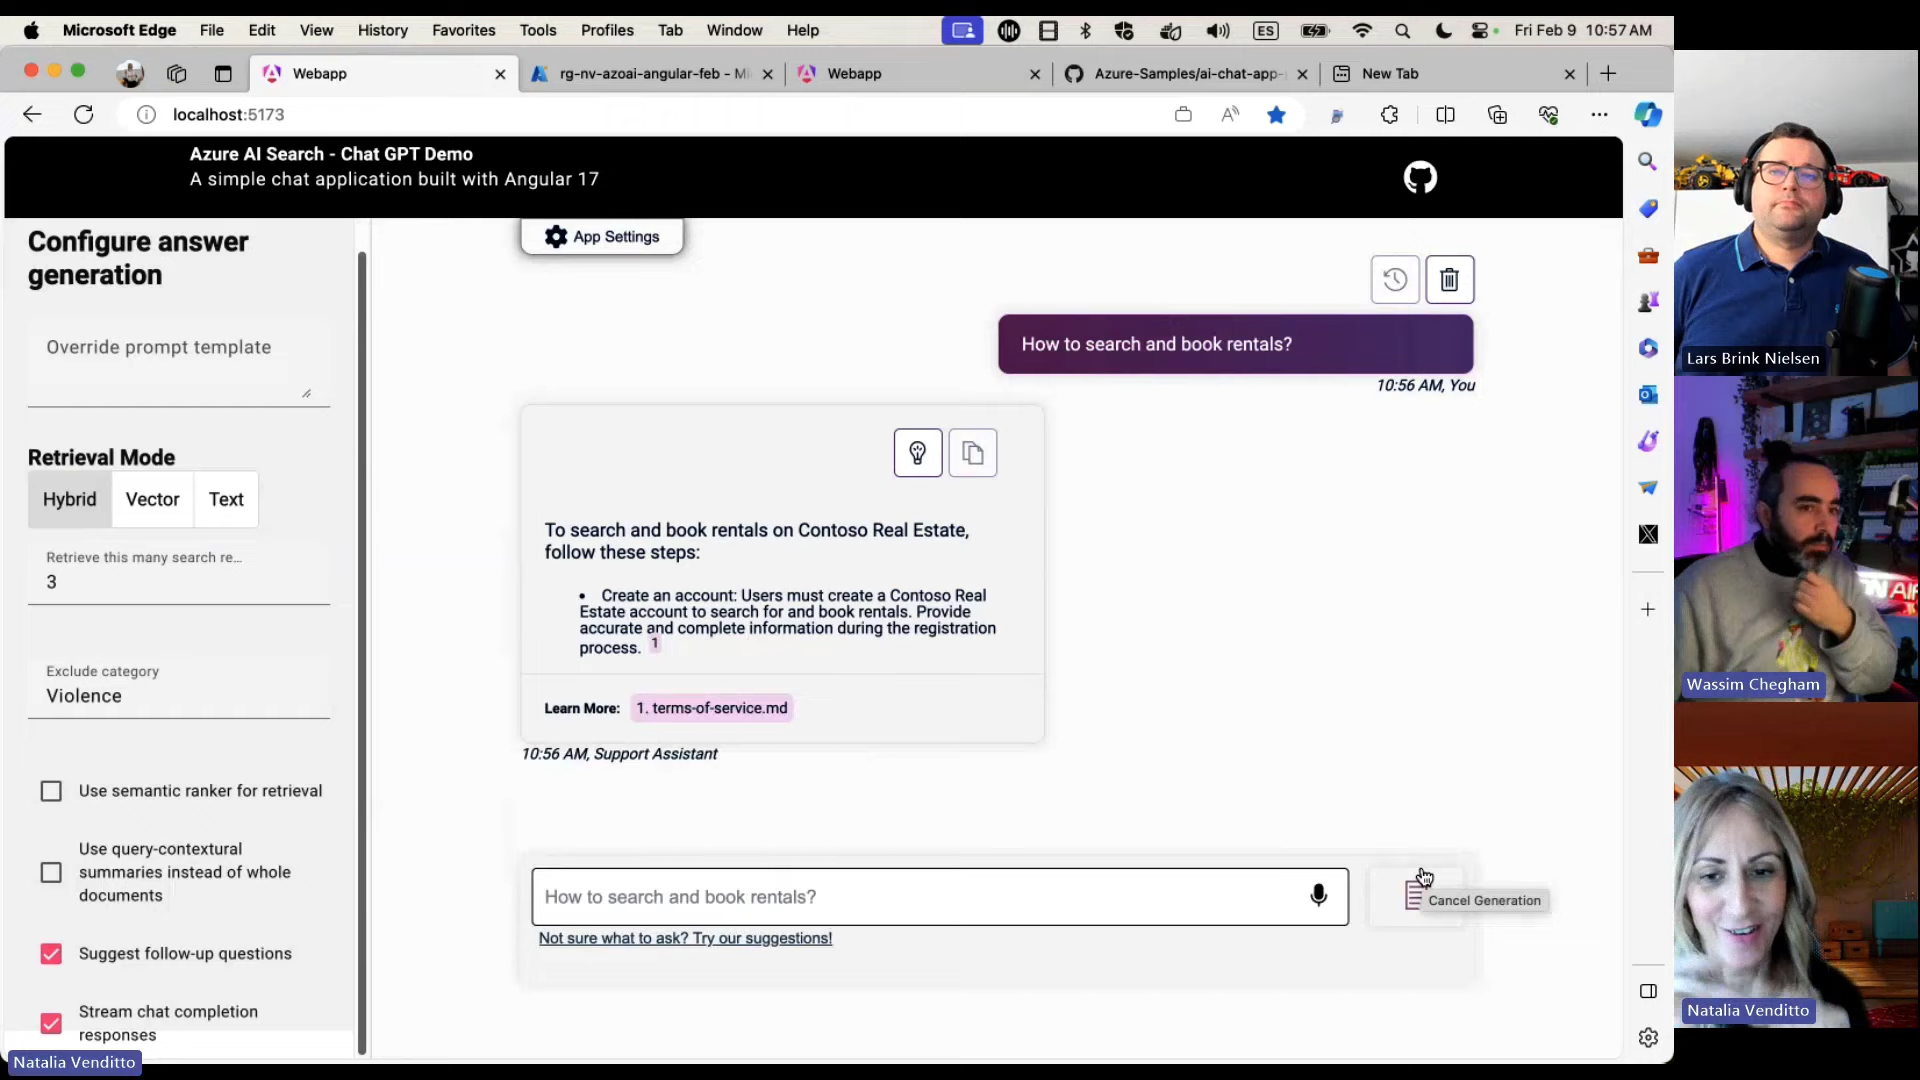 Microsoft Edge File Edit View History Favorites Tools Profiles Tab Window Help ES Fri Feb 9 10:57 AM
Webapp rg-nv-azoai-angular-feb - Mi Webapp Azure-Samples/ai-chat-app- New Tab
localhost:5173
Azure AI Search - Chat GPT Demo
A simple chat application built with Angular 17
Configure answer
generation
Override prompt template
Retrieval Mode
Hybrid Vector Text
Retrieve this many search re...
3
Exclude category
Violence
Use semantic ranker for retrieval
Use query-contextural
summaries instead of whole
documents
Suggest follow-up questions
Stream chat completion
responses
App Settings
How to search and book rentals?
10:56 AM, You
To search and book rentals on Contoso Real Estate,
follow these steps:
• Create an account: Users must create a Contoso Real
Estate account to search for and book rentals. Provide
accurate and complete information during the registration
process. 1
Learn More: 1. terms-of-service.md
10:56 AM, Support Assistant
How to search and book rentals?
Cancel Generation
Not sure what to ask? Try our suggestions!
Lars Brink Nielsen
ON AI
Wassim Chegham
Natalia Venditto
Natalia Venditto